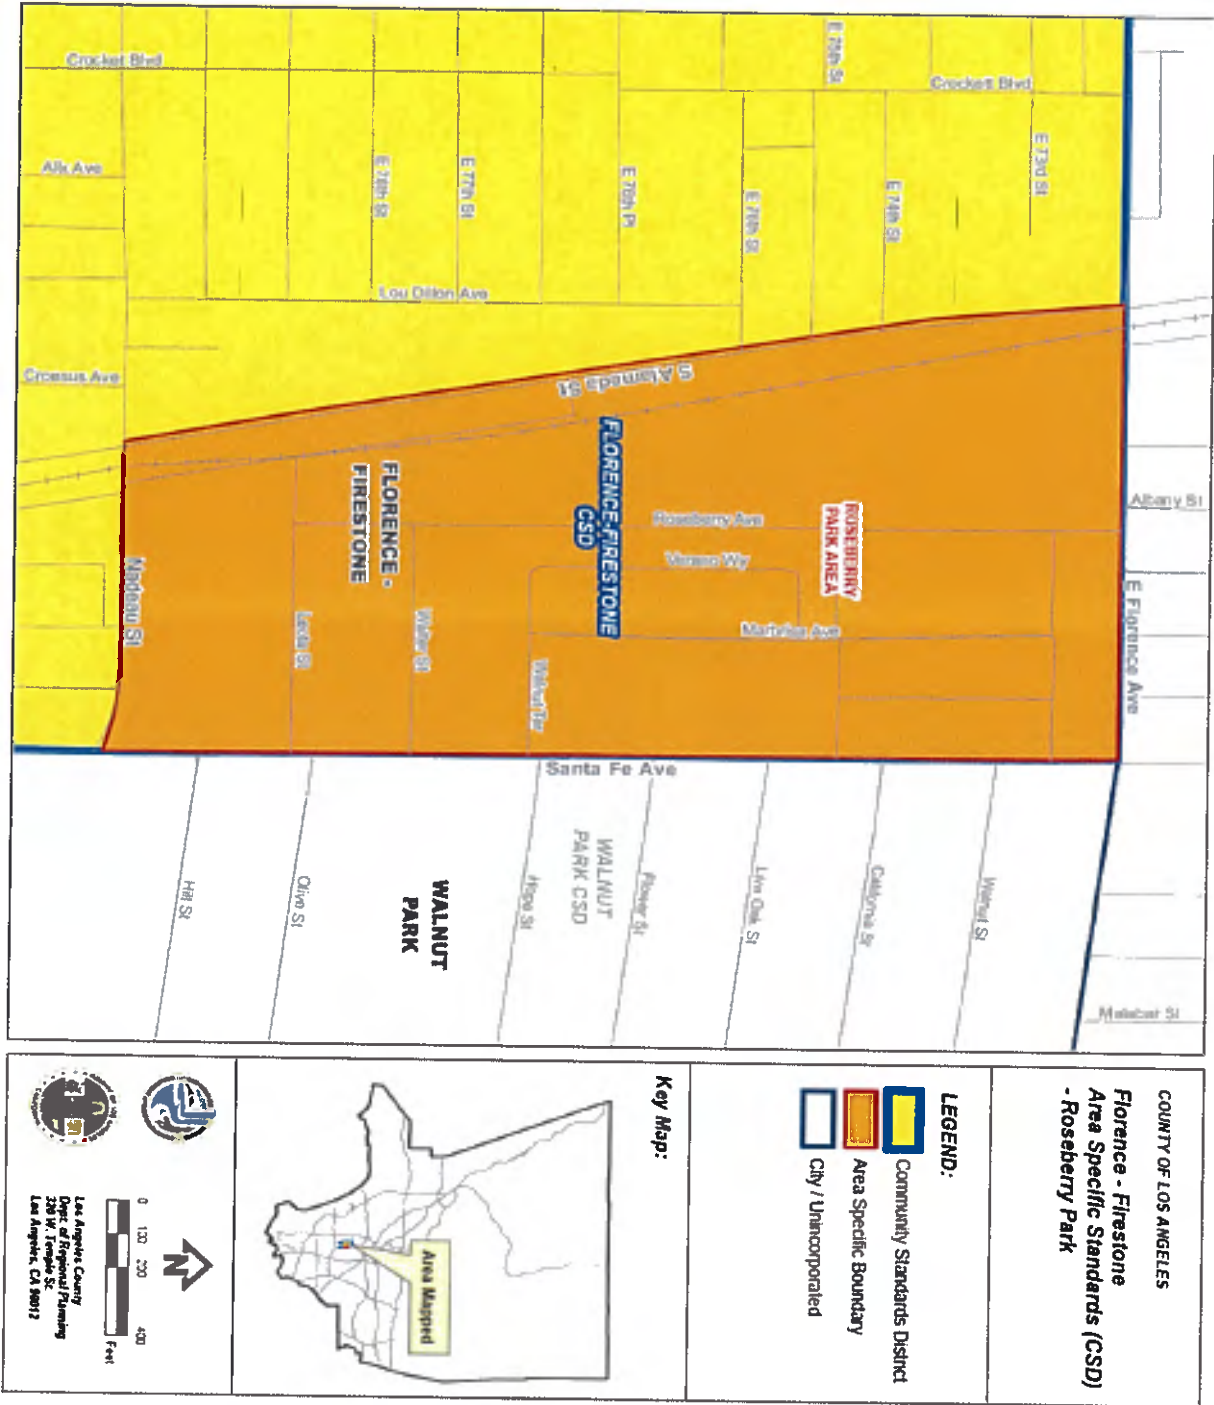 COUNTY OF LOS ANGELES
Florence - Firestone
Area Specific Standards (CSD)
- Roseberry Park
LEGEND:
Community Standards District
Area Specific Boundary
City / Unincorporated
Key Map:
Area Mapped
N
0 100 200 400
Feet
Los Angeles County
Dept. of Regional Planning
320 W. Temple St.
Los Angeles, CA 90012
E Florence Ave
Albany St
Malabar St
Crockett Blvd
E 73rd St
E 74th St
E 75th St
E 76th St
E 76th Pl
E 77th St
E 78th St
Crocket Blvd
Alix Ave
Lou Dillon Ave
Croesus Ave
S Alameda St
ROSEBERRY
PARK AREA
Roseberry Ave
Marbrisa Ave
FLORENCE-FIRESTONE
CSD
FLORENCE -
FIRESTONE
Walnut Ter
Walter St
Leota St
Nadeau St
Santa Fe Ave
Walnut St
California St
Live Oak St
Flower St
WALNUT
PARK CSD
Hope St
WALNUT
PARK
Olive St
Hill St